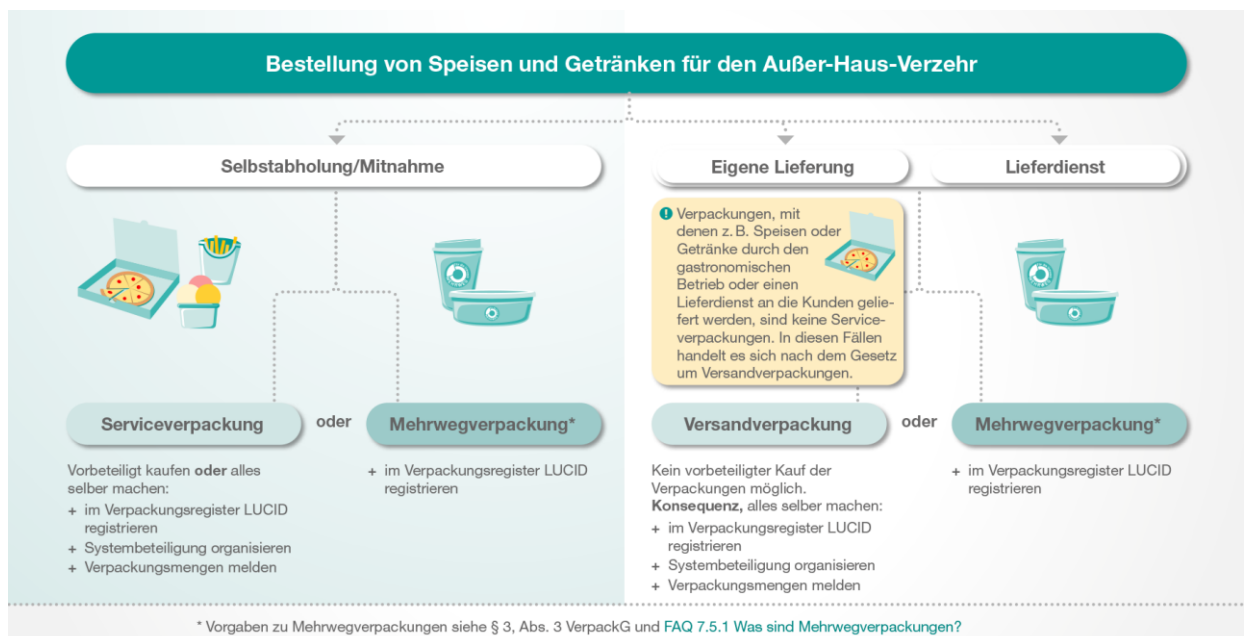 Bestellung von Speisen und Getränken für den Außer-Haus-Verzehr
Selbstabholung/Mitnahme
Serviceverpackung
oder
Mehrwegverpackung*
Vorbeteiligt kaufen oder alles
selber machen:
+ im Verpackungsregister LUCID
registrieren
+ Systembeteiligung organisieren
+ Verpackungsmengen melden
+ im Verpackungsregister LUCID
registrieren
Eigene Lieferung
Lieferdienst
! Verpackungen, mit
denen z. B. Speisen oder
Getränke durch den
gastronomischen
Betrieb oder einen
Lieferdienst an die Kunden gelie-
fert werden, sind keine Service-
verpackungen. In diesen Fällen
handelt es sich nach dem Gesetz
um Versandverpackungen.
Versandverpackung
oder
Mehrwegverpackung*
Kein vorbeteiligter Kauf der
Verpackungen möglich.
Konsequenz, alles selber machen:
+ im Verpackungsregister LUCID
registrieren
+ Systembeteiligung organisieren
+ Verpackungsmengen melden
+ im Verpackungsregister LUCID
registrieren
* Vorgaben zu Mehrwegverpackungen siehe § 3, Abs. 3 VerpackG und FAQ 7.5.1 Was sind Mehrwegverpackungen?